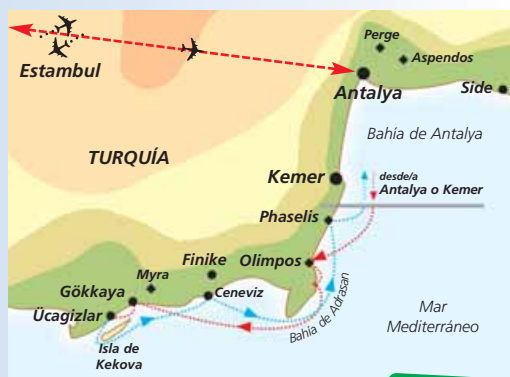 Perge
Aspendos
Estambul
Antalya
Side
Bahía de Antalya
TURQUÍA
Kemer
desde/a
Antalya o Kemer
Phaselis
Finike
Olimpos
Myra
Gökkaya
Ceneviz
Bahía de Adrasan
Ücagizlar
Mar
Mediterráneo
Isla de
Kekova